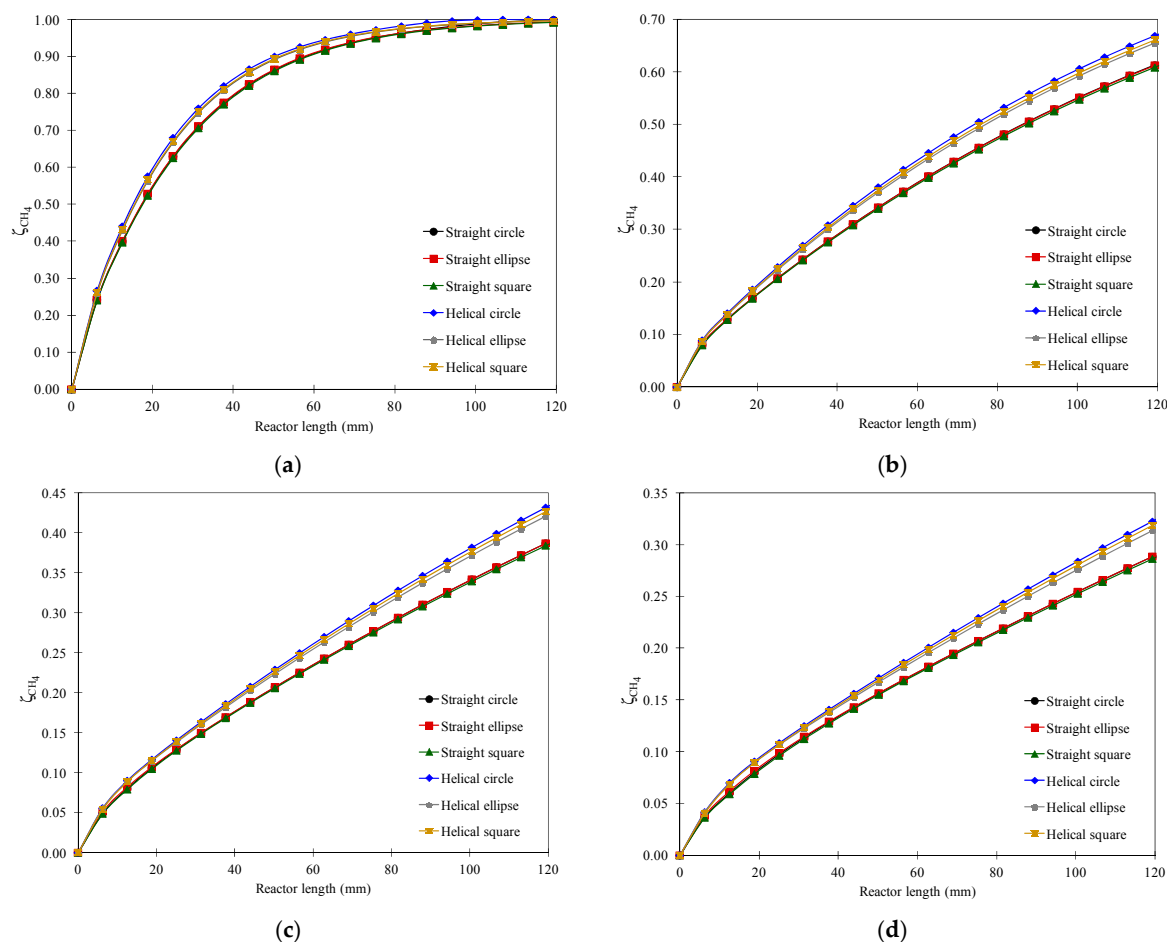 1.00
0.90
0.80
0.70
0.60
0.50
0.40
0.30
0.20
0.10
0.00
ζCH4
Straight circle
Straight ellipse
Straight square
Helical circle
Helical ellipse
Helical square
0 20 40 60 80 100 120
Reactor length (mm)
(a)
0.70
0.60
0.50
0.40
0.30
0.20
0.10
0.00
ζCH4
Straight circle
Straight ellipse
Straight square
Helical circle
Helical ellipse
Helical square
0 20 40 60 80 100 120
Reactor length (mm)
(b)
0.45
0.40
0.35
0.30
0.25
0.20
0.15
0.10
0.05
0.00
ζCH4
Straight circle
Straight ellipse
Straight square
Helical circle
Helical ellipse
Helical square
0 20 40 60 80 100 120
Reactor length (mm)
(c)
0.35
0.30
0.25
0.20
0.15
0.10
0.05
0.00
ζCH4
Straight circle
Straight ellipse
Straight square
Helical circle
Helical ellipse
Helical square
0 20 40 60 80 100 120
Reactor length (mm)
(d)